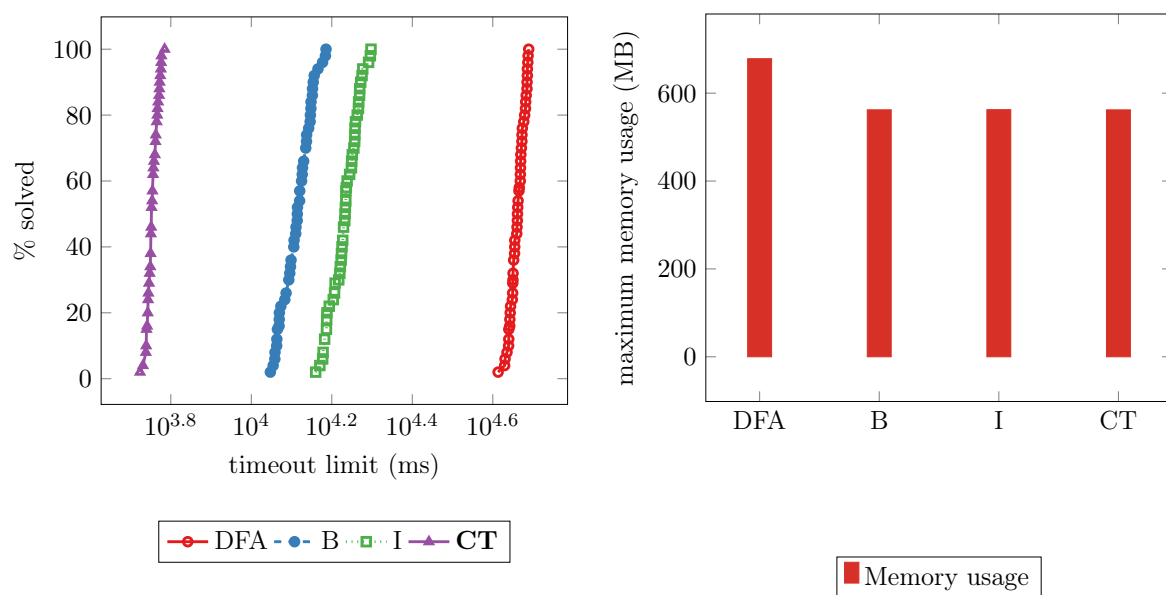 % solved
100
80
60
40
20
0
10^3.8 10^4 10^4.2 10^4.4 10^4.6
timeout limit (ms)
DFA B I CT
maximum memory usage (MB)
600
400
200
0
DFA B I CT
Memory usage